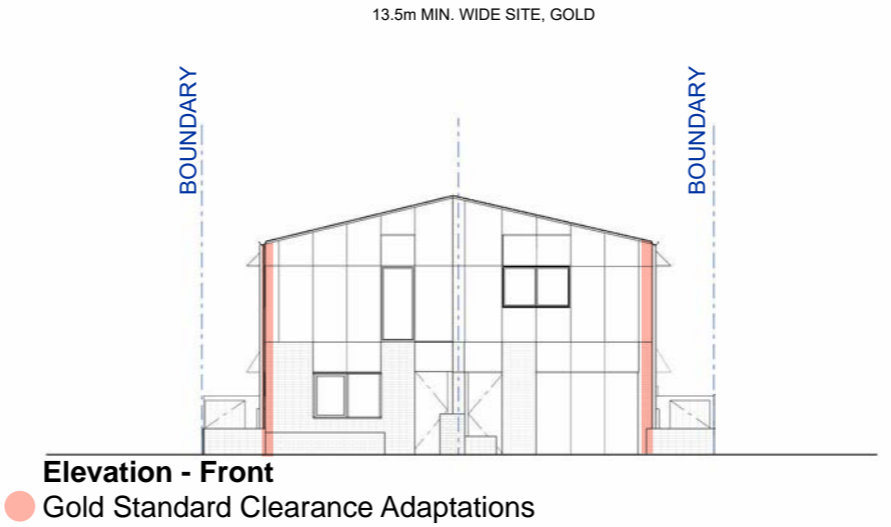 13.5m MIN. WIDE SITE, GOLD
BOUNDARY
BOUNDARY
Elevation - Front
Gold Standard Clearance Adaptations